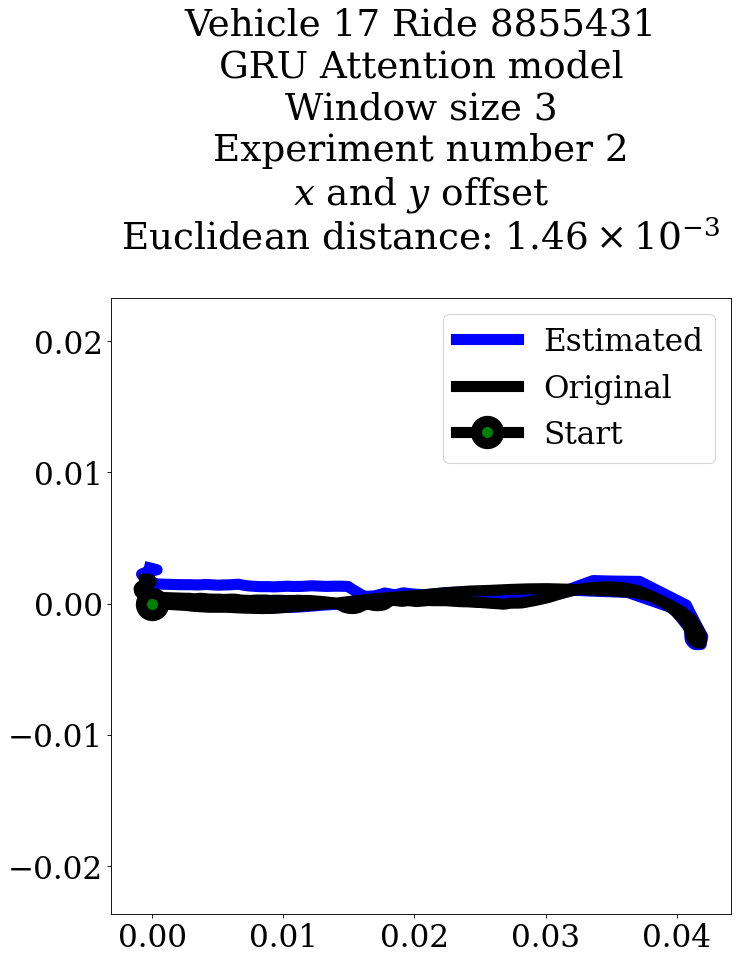 Vehicle 17 Ride 8855431
GRU Attention model
Window size 3
Experiment number 2
x and y offset
Euclidean distance: 1.46 × 10⁻³
Estimated
Original
Start
0.02
0.01
0.00
−0.01
−0.02
0.00 0.01 0.02 0.03 0.04